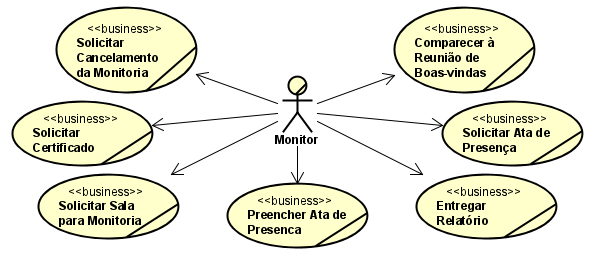 <<business>>
Solicitar
Cancelamento
da Monitoria
<<business>>
Comparecer à
Reunião de
Boas-vindas
<<business>>
Solicitar
Certificado
Monitor
<<business>>
Solicitar Ata de
Presença
<<business>>
Solicitar Sala
para Monitoria
<<business>>
Preencher Ata de
Presenca
<<business>>
Entregar
Relatório